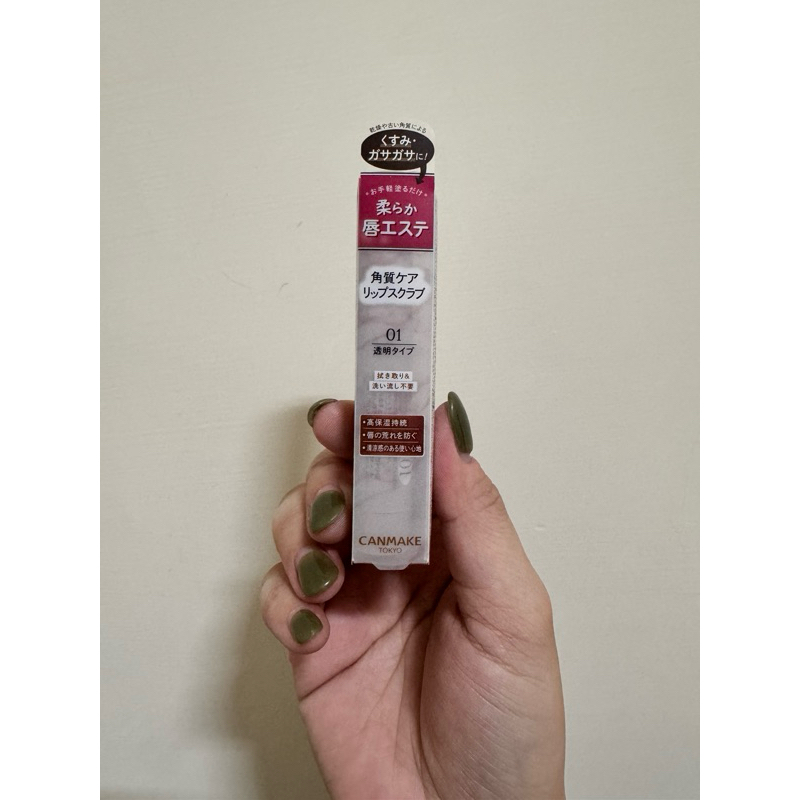 乾燥や古い角質による
くすみ・
ガサガサに!
お手軽塗るだけ
柔らか
唇エステ
角質ケア
リップスクラブ
01
透明タイプ
拭き取り&
洗い流し不要
・高保湿持続
・唇の荒れを防ぐ
・清涼感のある使い心地
01
CANMAKE
TOKYO